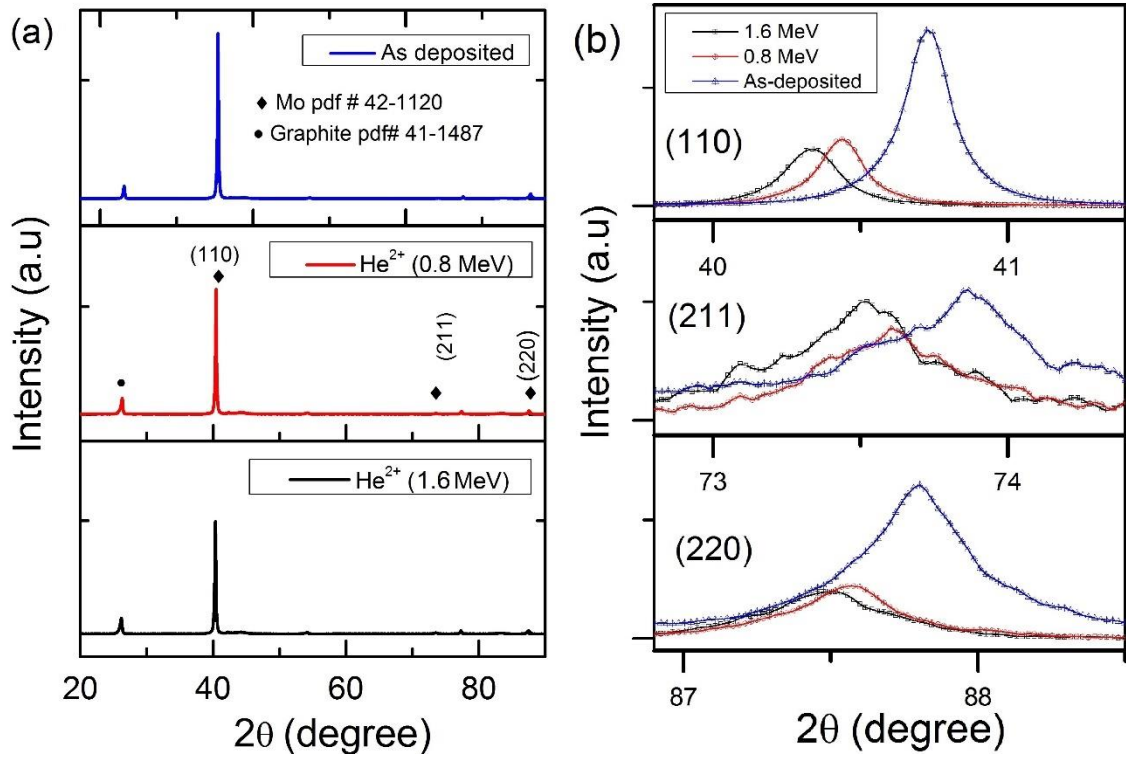 (a)
As deposited
♦ Mo pdf # 42-1120
● Graphite pdf# 41-1487
(110)
He2+ (0.8 MeV)
(211)
(220)
He2+ (1.6 MeV)
Intensity (a.u)
20 40 60 80
2θ (degree)
(b)
1.6 MeV
0.8 MeV
As-deposited
(110)
40 41
(211)
73 74
(220)
87 88
Intensity (a.u)
2θ (degree)